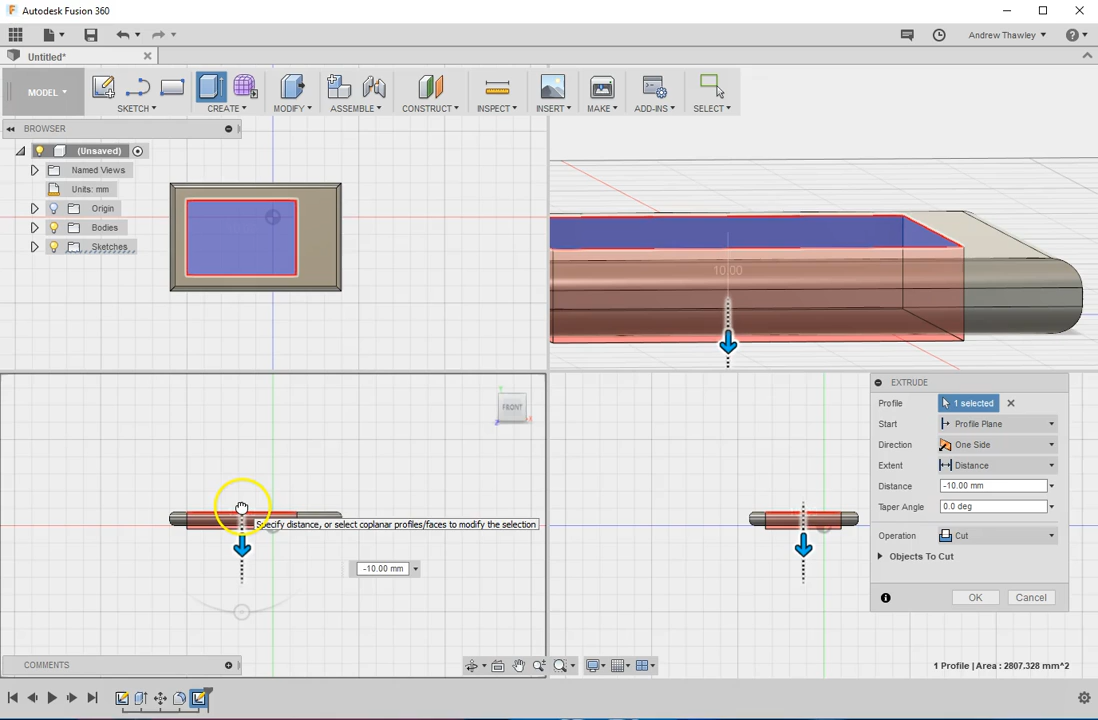 Autodesk Fusion 360
Andrew Thawley
Untitled*
MODEL
SKETCH
CREATE
MODIFY
ASSEMBLE
CONSTRUCT
INSPECT
INSERT
MAKE
ADD-INS
SELECT
BROWSER
(Unsaved)
Named Views
Units: mm
Origin
Bodies
Sketches
10.00
FRONT
Specify distance, or select coplanar profiles/faces to modify the selection
-10.00 mm
EXTRUDE
Profile 1 selected
Start Profile Plane
Direction One Side
Extent Distance
Distance -10.00 mm
Taper Angle 0.0 deg
Operation Cut
Objects To Cut
OK Cancel
COMMENTS
1 Profile | Area : 2807.328 mm^2